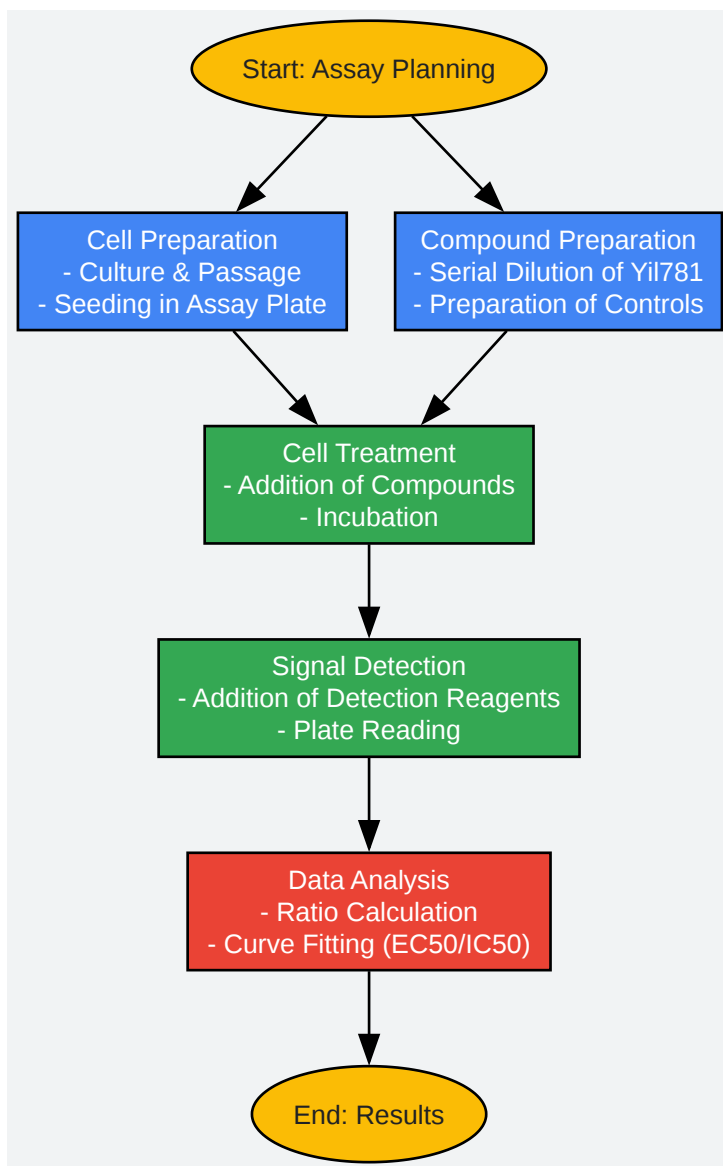 Start: Assay Planning
Cell Preparation
- Culture & Passage
- Seeding in Assay Plate
Compound Preparation
- Serial Dilution of Yil781
- Preparation of Controls
Cell Treatment
- Addition of Compounds
- Incubation
Signal Detection
- Addition of Detection Reagents
- Plate Reading
Data Analysis
- Ratio Calculation
- Curve Fitting (EC50/IC50)
End: Results